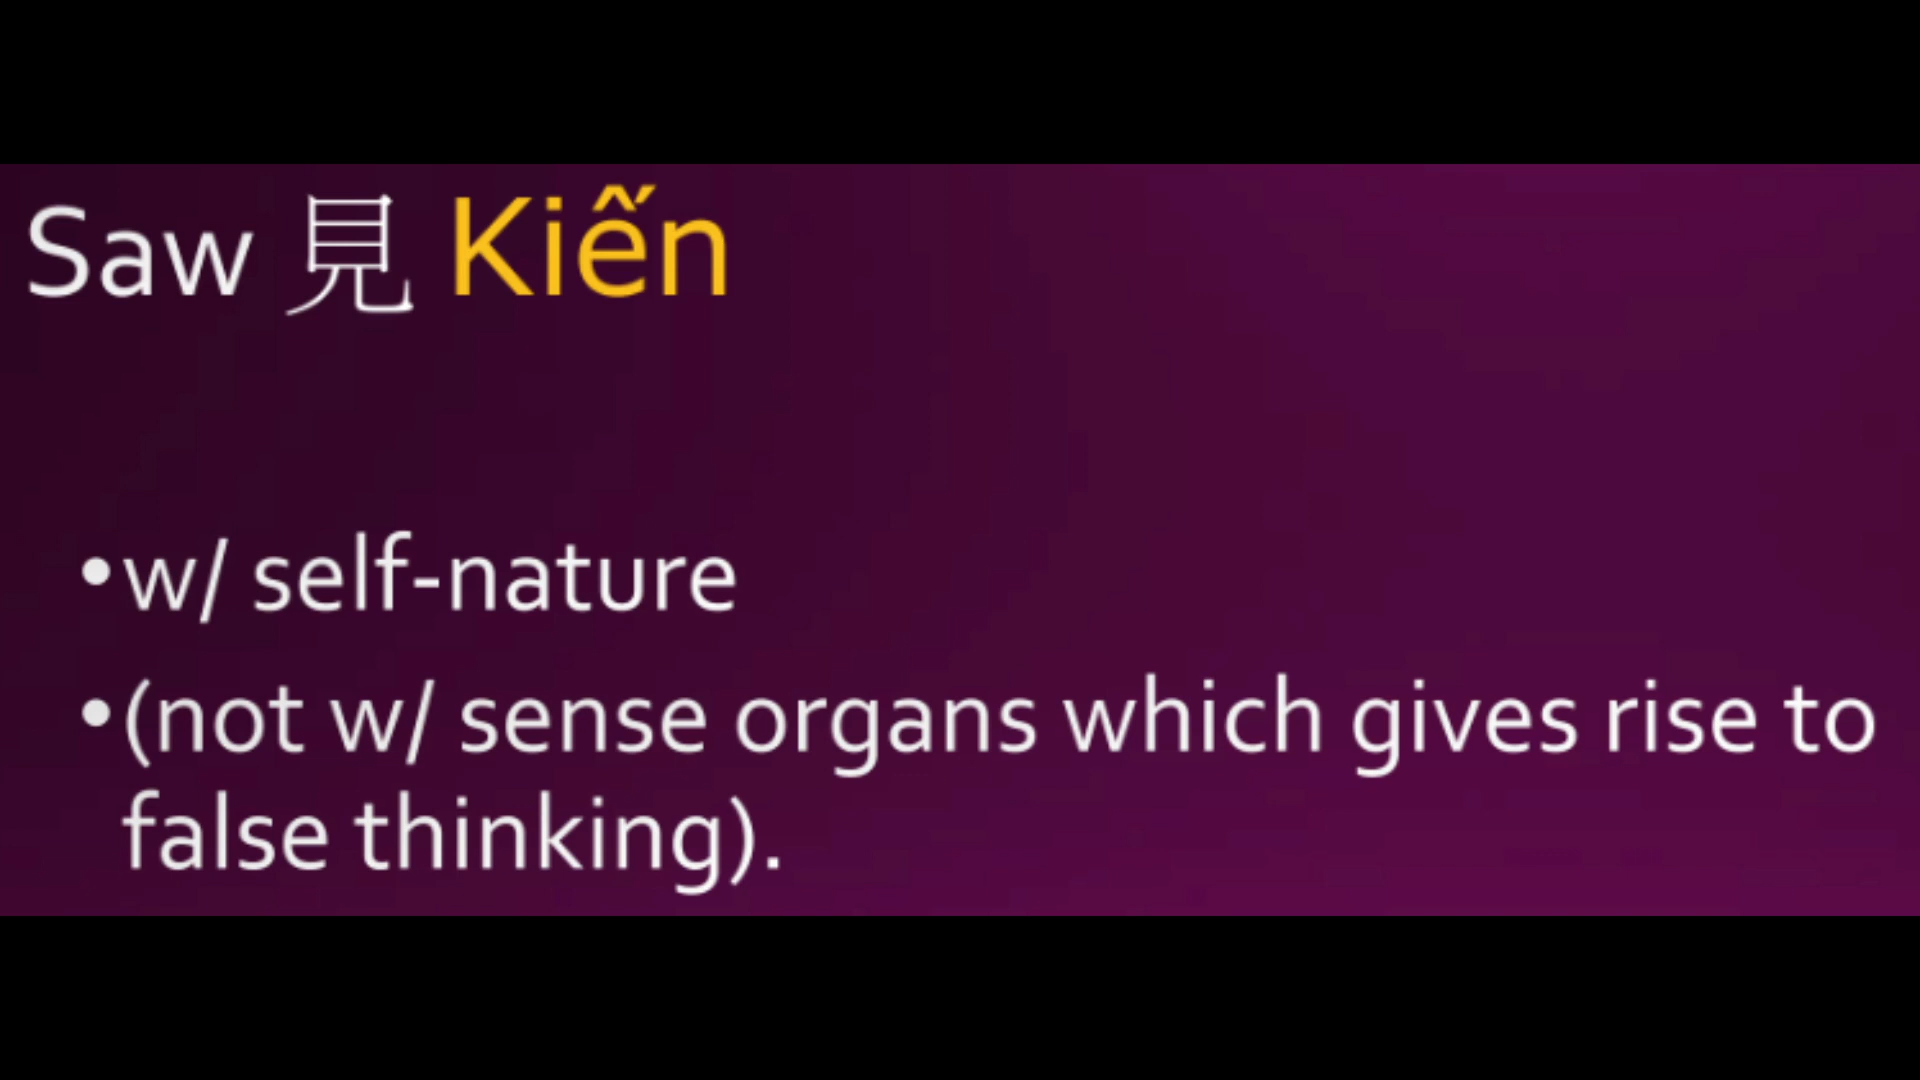 Saw 見 Kiến
•w/ self-nature
•(not w/ sense organs which gives rise to
false thinking).